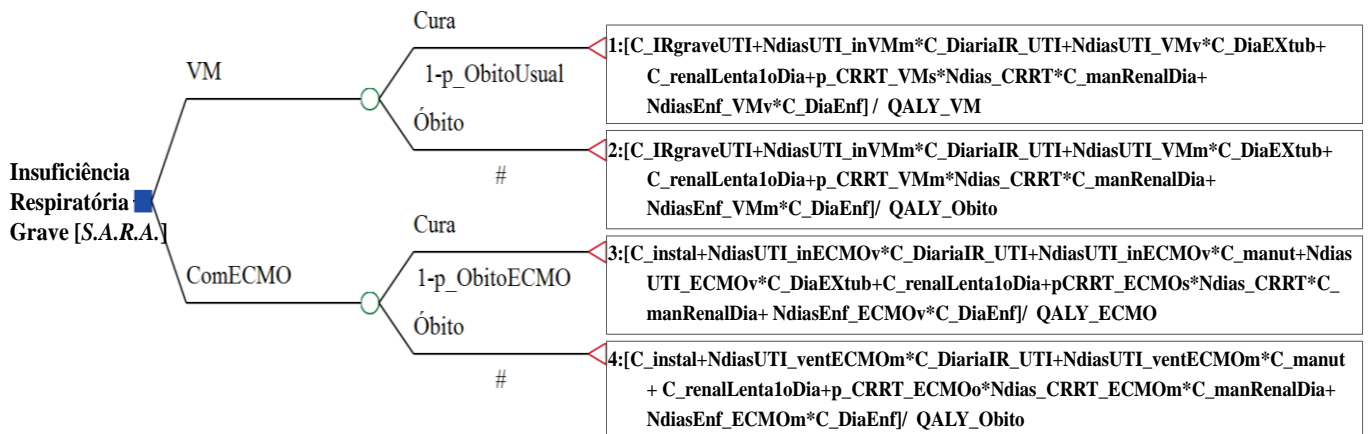 Cura
1:[C_IRgraveUTI+NdiasUTI_inVMm*C_DiariaIR_UTI+NdiasUTI_VMv*C_DiaEXtub+
VM
1-p_ObitoUsual
C_renalLenta1oDia+p_CRRT_VMs*Ndias_CRRT*C_manRenalDia+
NdiasEnf_VMv*C_DiaEnf] / QALY_VM
Óbito
#
2:[C_IRgraveUTI+NdiasUTI_inVMm*C_DiariaIR_UTI+NdiasUTI_VMm*C_DiaEXtub+
C_renalLenta1oDia+p_CRRT_VMm*Ndias_CRRT*C_manRenalDia+
NdiasEnf_VMm*C_DiaEnf]/ QALY_Obito
Insuficiência
Respiratória
Grave [S.A.R.A.]
Cura
3:[C_instal+NdiasUTI_inECMOv*C_DiariaIR_UTI+NdiasUTI_inECMOv*C_manut+Ndias
ComECMO
1-p_ObitoECMO
UTI_ECMOv*C_DiaEXtub+C_renalLenta1oDia+pCRRT_ECMOs*Ndias_CRRT*C_
manRenalDia+ NdiasEnf_ECMOv*C_DiaEnf]/ QALY_ECMO
Óbito
#
4:[C_instal+NdiasUTI_ventECMOm*C_DiariaIR_UTI+NdiasUTI_ventECMOm*C_manut
+ C_renalLenta1oDia+p_CRRT_ECMOo*Ndias_CRRT_ECMOm*C_manRenalDia+
NdiasEnf_ECMOm*C_DiaEnf]/ QALY_Obito